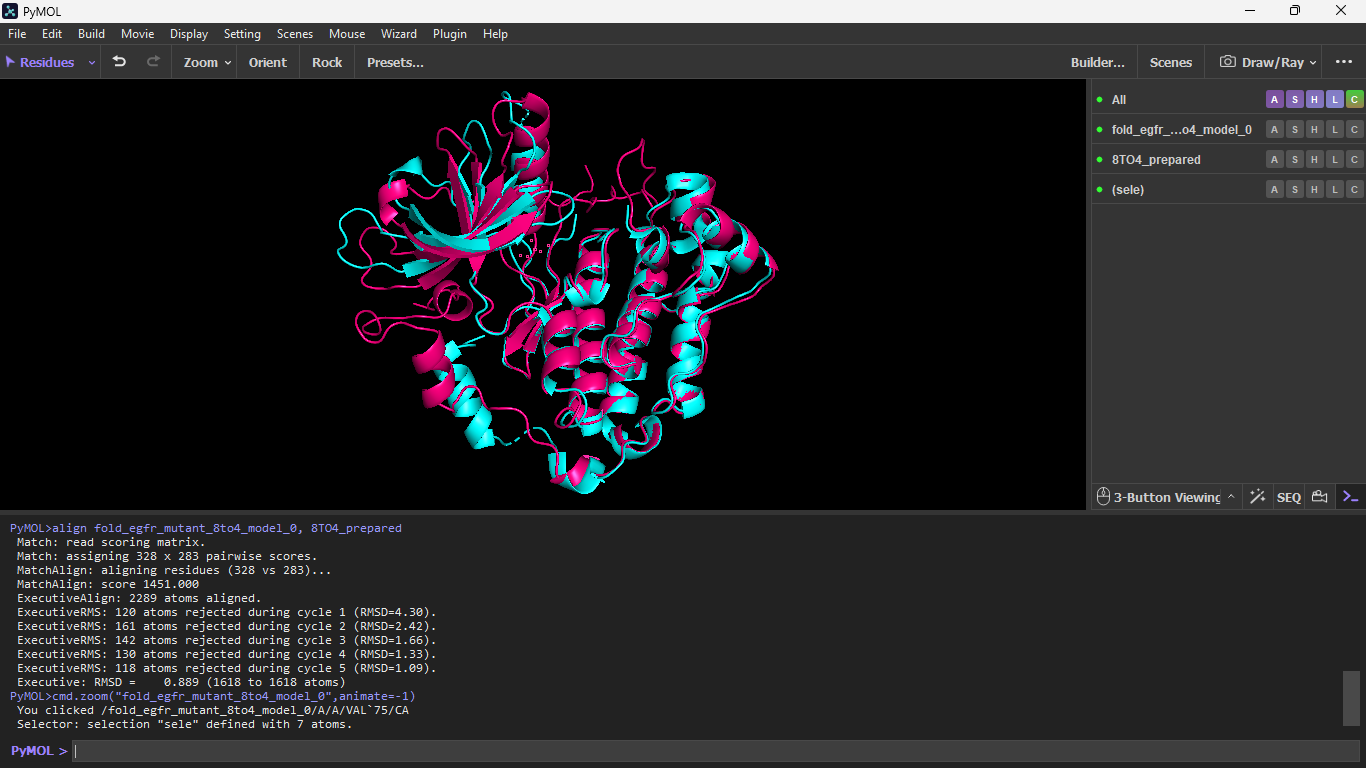 PyMOL
File Edit Build Movie Display Setting Scenes Mouse Wizard Plugin Help
Residues Zoom Orient Rock Presets... Builder... Scenes Draw/Ray
All A S H L C
fold_egfr_...o4_model_0 A S H L C
8TO4_prepared A S H L C
(sele) A S H L C
3-Button Viewing SEQ
PyMOL>align fold_egfr_mutant_8to4_model_0, 8TO4_prepared
Match: read scoring matrix.
Match: assigning 328 x 283 pairwise scores.
MatchAlign: aligning residues (328 vs 283)...
MatchAlign: score 1451.000
ExecutiveAlign: 2289 atoms aligned.
ExecutiveRMS: 120 atoms rejected during cycle 1 (RMSD=4.30).
ExecutiveRMS: 161 atoms rejected during cycle 2 (RMSD=2.42).
ExecutiveRMS: 142 atoms rejected during cycle 3 (RMSD=1.66).
ExecutiveRMS: 130 atoms rejected during cycle 4 (RMSD=1.33).
ExecutiveRMS: 118 atoms rejected during cycle 5 (RMSD=1.09).
Executive: RMSD = 0.889 (1618 to 1618 atoms)
PyMOL>cmd.zoom("fold_egfr_mutant_8to4_model_0",animate=-1)
You clicked /fold_egfr_mutant_8to4_model_0/A/A/VAL`75/CA
Selector: selection "sele" defined with 7 atoms.
PyMOL >